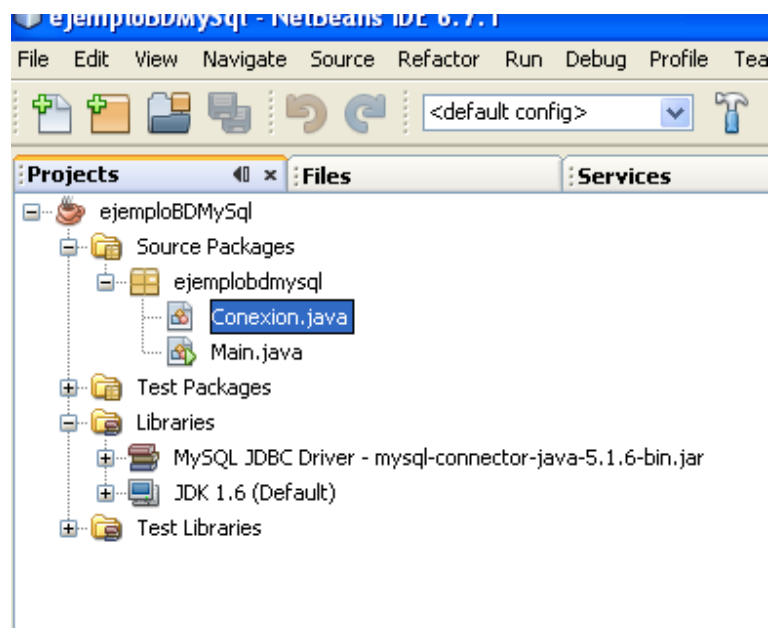 ejemploBDMySql - NetBeans IDE 6.7.1
File Edit View Navigate Source Refactor Run Debug Profile Tea
<default config>
Projects Files Services
ejemploBDMySql
Source Packages
ejemplobdmysql
Conexion.java
Main.java
Test Packages
Libraries
MySQL JDBC Driver - mysql-connector-java-5.1.6-bin.jar
JDK 1.6 (Default)
Test Libraries